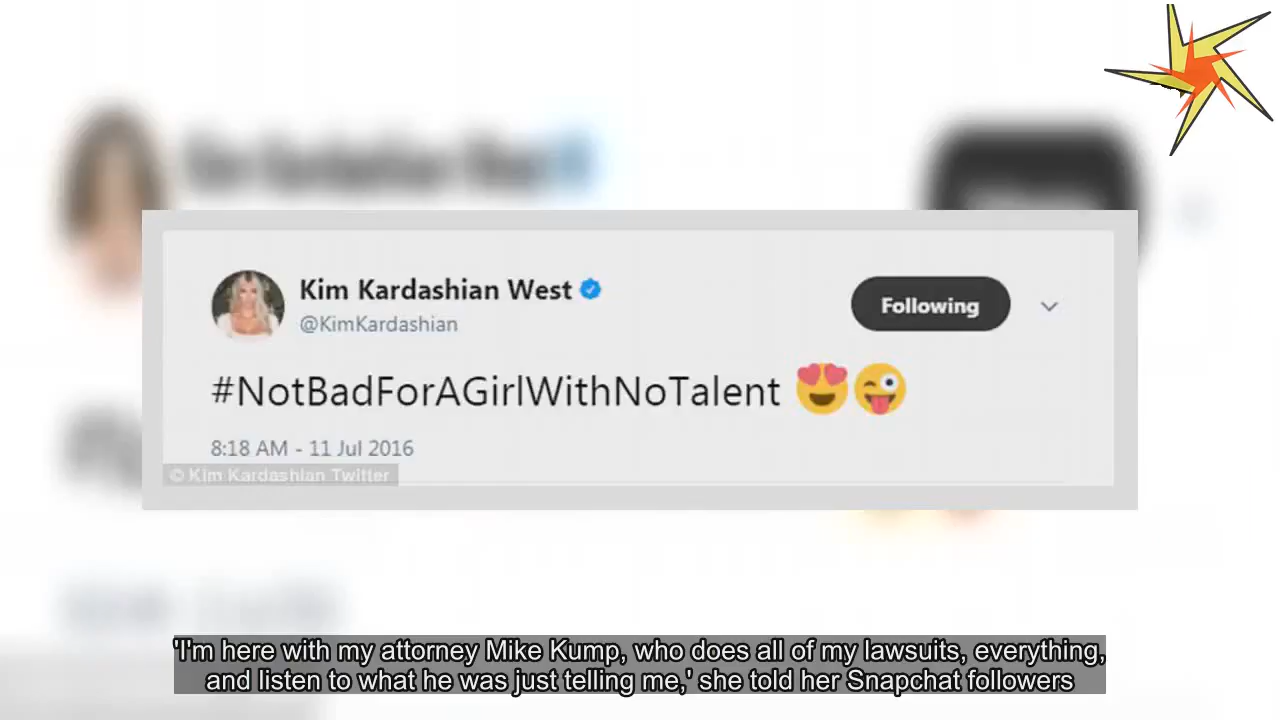 Kim Kardashian West
@KimKardashian
Following
#NotBadForAGirlWithNoTalent 😍😜
8:18 AM - 11 Jul 2016
© Kim Kardashian Twitter
'I'm here with my attorney Mike Kump, who does all of my lawsuits, everything,
and listen to what he was just telling me,' she told her Snapchat followers